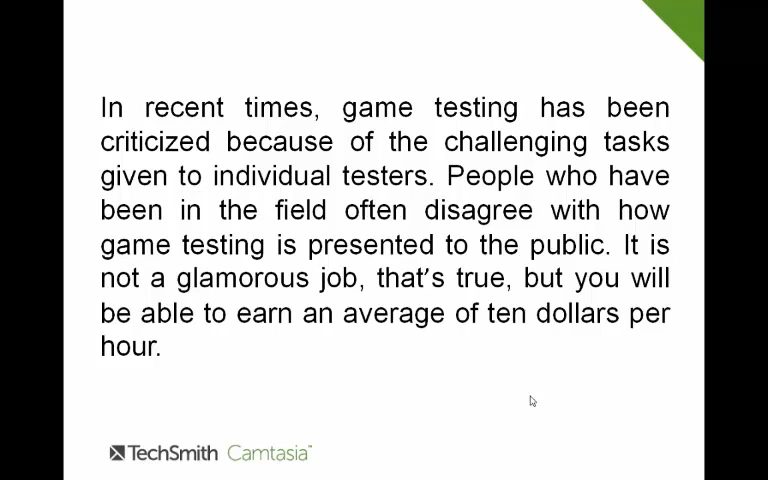 In recent times, game testing has been
criticized because of the challenging tasks
given to individual testers. People who have
been in the field often disagree with how
game testing is presented to the public. It is
not a glamorous job, that's true, but you will
be able to earn an average of ten dollars per
hour.
TechSmith Camtasia™